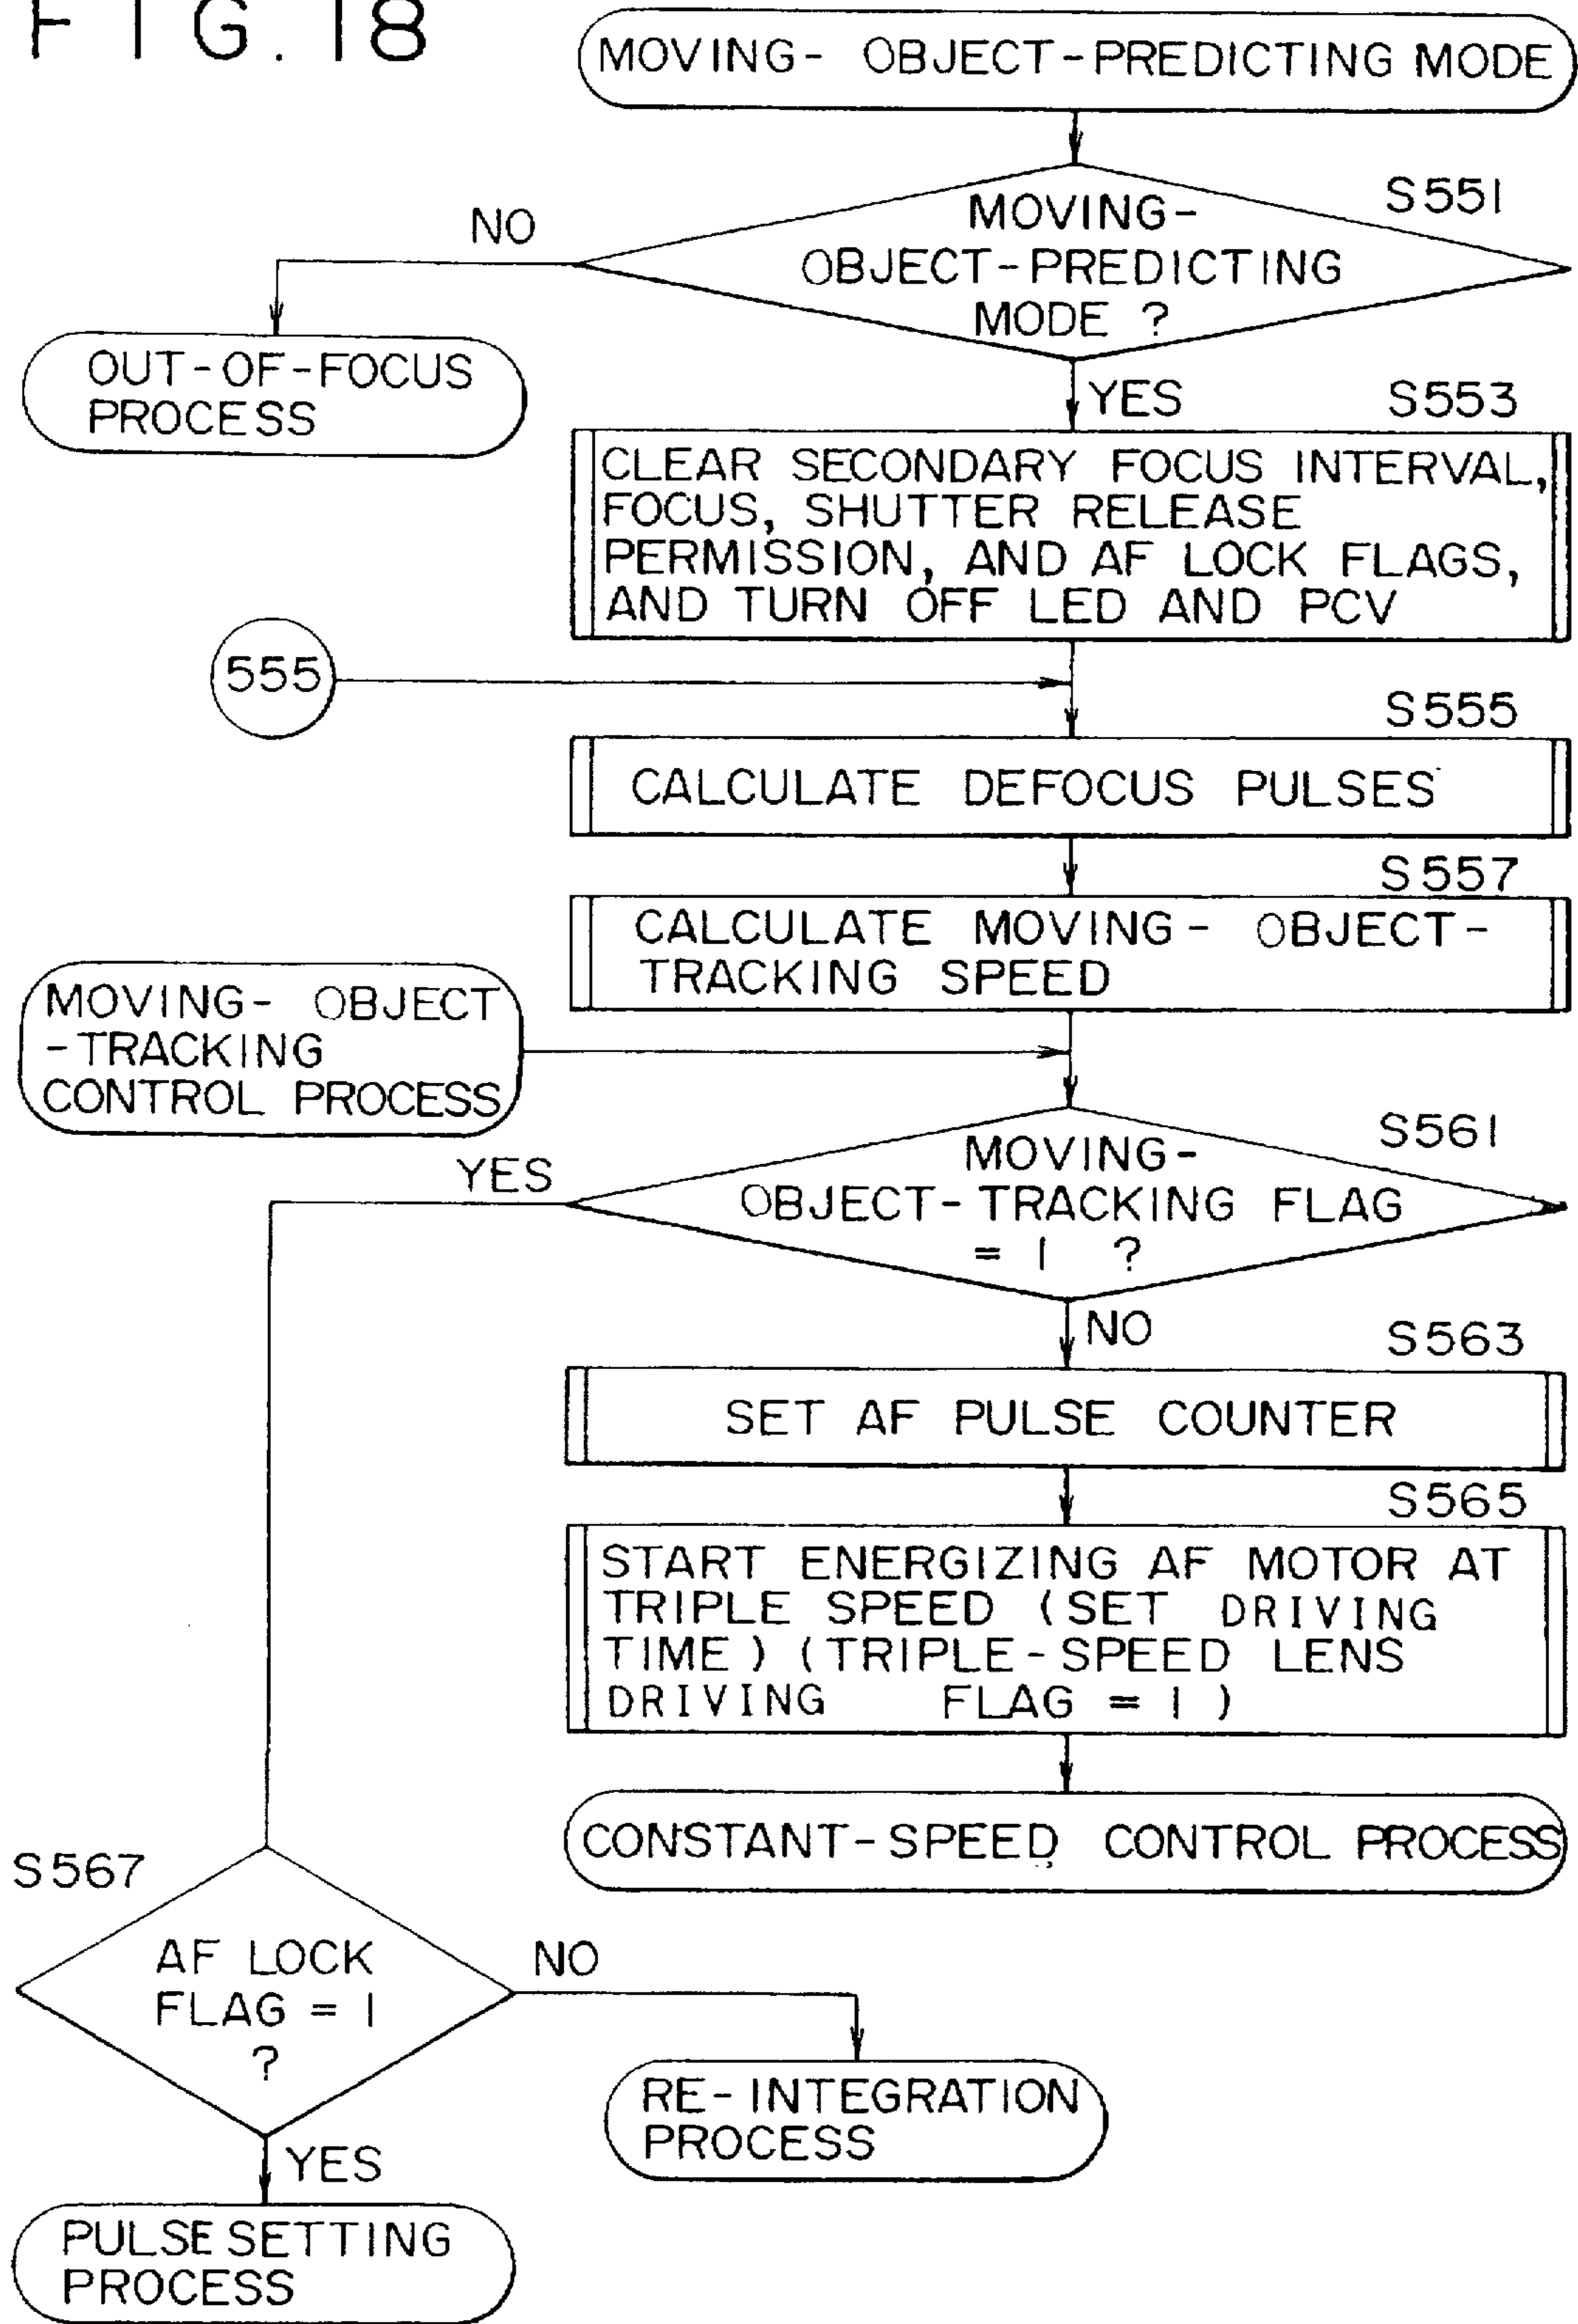 FIG. 18
MOVING- OBJECT-PREDICTING MODE
S551
MOVING-
OBJECT-PREDICTING
MODE ?
NO
OUT-OF-FOCUS
PROCESS
YES
S553
CLEAR SECONDARY FOCUS INTERVAL,
FOCUS, SHUTTER RELEASE
PERMISSION, AND AF LOCK FLAGS,
AND TURN OFF LED AND PCV
555
S555
CALCULATE DEFOCUS PULSES
S557
CALCULATE MOVING- OBJECT-
TRACKING SPEED
MOVING- OBJECT
-TRACKING
CONTROL PROCESS
S561
MOVING-
OBJECT-TRACKING FLAG
= 1 ?
YES
NO
S563
SET AF PULSE COUNTER
S565
START ENERGIZING AF MOTOR AT
TRIPLE SPEED (SET DRIVING
TIME) (TRIPLE-SPEED LENS
DRIVING FLAG = 1)
CONSTANT-SPEED CONTROL PROCESS
S567
AF LOCK
FLAG = 1
?
NO
RE-INTEGRATION
PROCESS
YES
PULSE SETTING
PROCESS